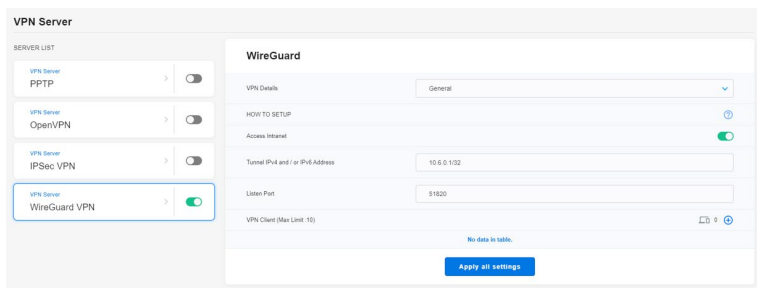 VPN Server
SERVER LIST
VPN Server
PPTP
VPN Server
OpenVPN
VPN Server
IPSec VPN
VPN Server
WireGuard VPN
WireGuard
VPN Details
General
HOW TO SETUP
Access Intranet
Tunnel IPv4 and / or IPv6 Address
10.6.0.1/32
Listen Port
51820
VPN Client (Max Limit :10)
0
No data in table.
Apply all settings